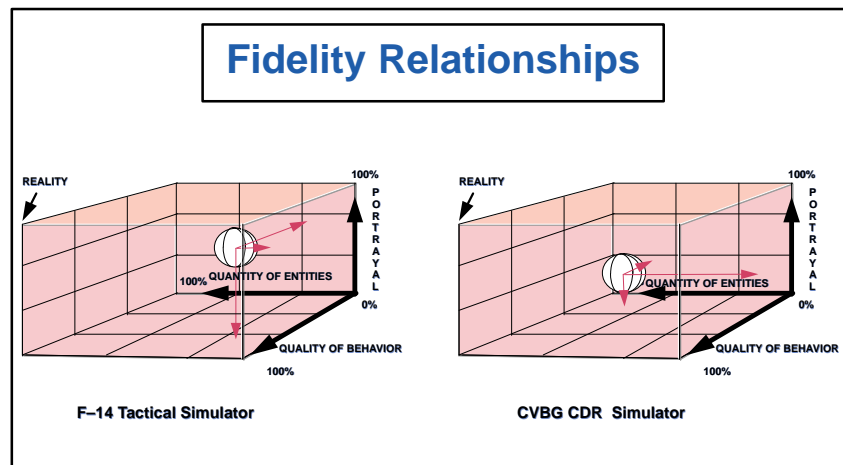 Fidelity Relationships
REALITY
100%
PORTRAYAL
QUANTITY OF ENTITIES
100%
0%
QUALITY OF BEHAVIOR
100%
F–14 Tactical Simulator
REALITY
100%
PORTRAYAL
QUANTITY OF ENTITIES
0%
QUALITY OF BEHAVIOR
100%
CVBG CDR Simulator